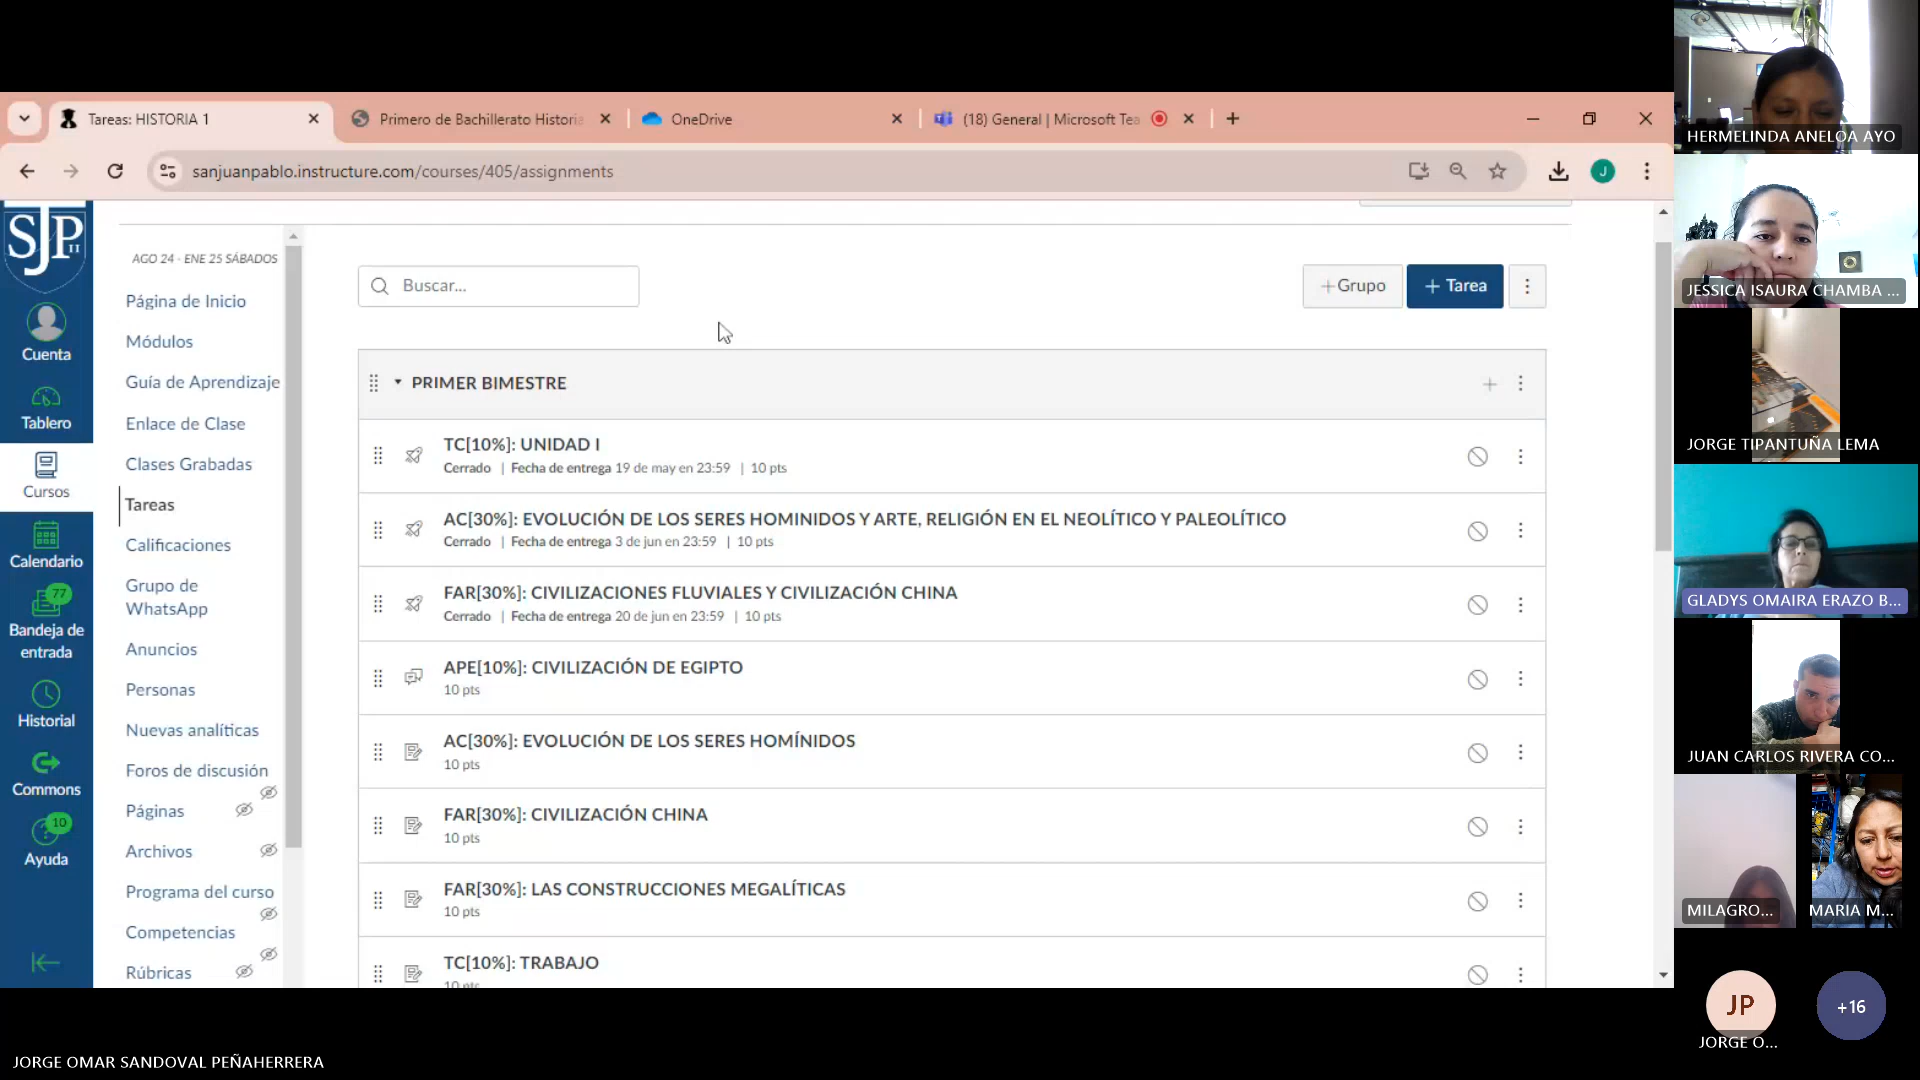 Tareas: HISTORIA 1
Primero de Bachillerato Historia
OneDrive
(18) General | Microsoft Tea
sanjuanpablo.instructure.com/courses/405/assignments
J
SJP II
Cuenta
Tablero
Cursos
Calendario
77
Bandeja de entrada
Historial
Commons
10
Ayuda
AGO 24 - ENE 25 SÁBADOS
Página de Inicio
Módulos
Guía de Aprendizaje
Enlace de Clase
Clases Grabadas
Tareas
Calificaciones
Grupo de
WhatsApp
Anuncios
Personas
Nuevas analíticas
Foros de discusión
Páginas
Archivos
Programa del curso
Competencias
Rúbricas
Buscar...
+Grupo
+ Tarea
PRIMER BIMESTRE
TC[10%]: UNIDAD I
Cerrado | Fecha de entrega 19 de may en 23:59 | 10 pts
AC[30%]: EVOLUCIÓN DE LOS SERES HOMINIDOS Y ARTE, RELIGIÓN EN EL NEOLÍTICO Y PALEOLÍTICO
Cerrado | Fecha de entrega 3 de jun en 23:59 | 10 pts
FAR[30%]: CIVILIZACIONES FLUVIALES Y CIVILIZACIÓN CHINA
Cerrado | Fecha de entrega 20 de jun en 23:59 | 10 pts
APE[10%]: CIVILIZACIÓN DE EGIPTO
10 pts
AC[30%]: EVOLUCIÓN DE LOS SERES HOMÍNIDOS
10 pts
FAR[30%]: CIVILIZACIÓN CHINA
10 pts
FAR[30%]: LAS CONSTRUCCIONES MEGALÍTICAS
10 pts
TC[10%]: TRABAJO
10 pts
HERMELINDA ANELOA AYO
JESSICA ISAURA CHAMBA ...
JORGE TIPANTUÑA LEMA
GLADYS OMAIRA ERAZO B...
JUAN CARLOS RIVERA CO...
MILAGRO...
MARIA M...
JP
+16
JORGE O...
JORGE OMAR SANDOVAL PEÑAHERRERA